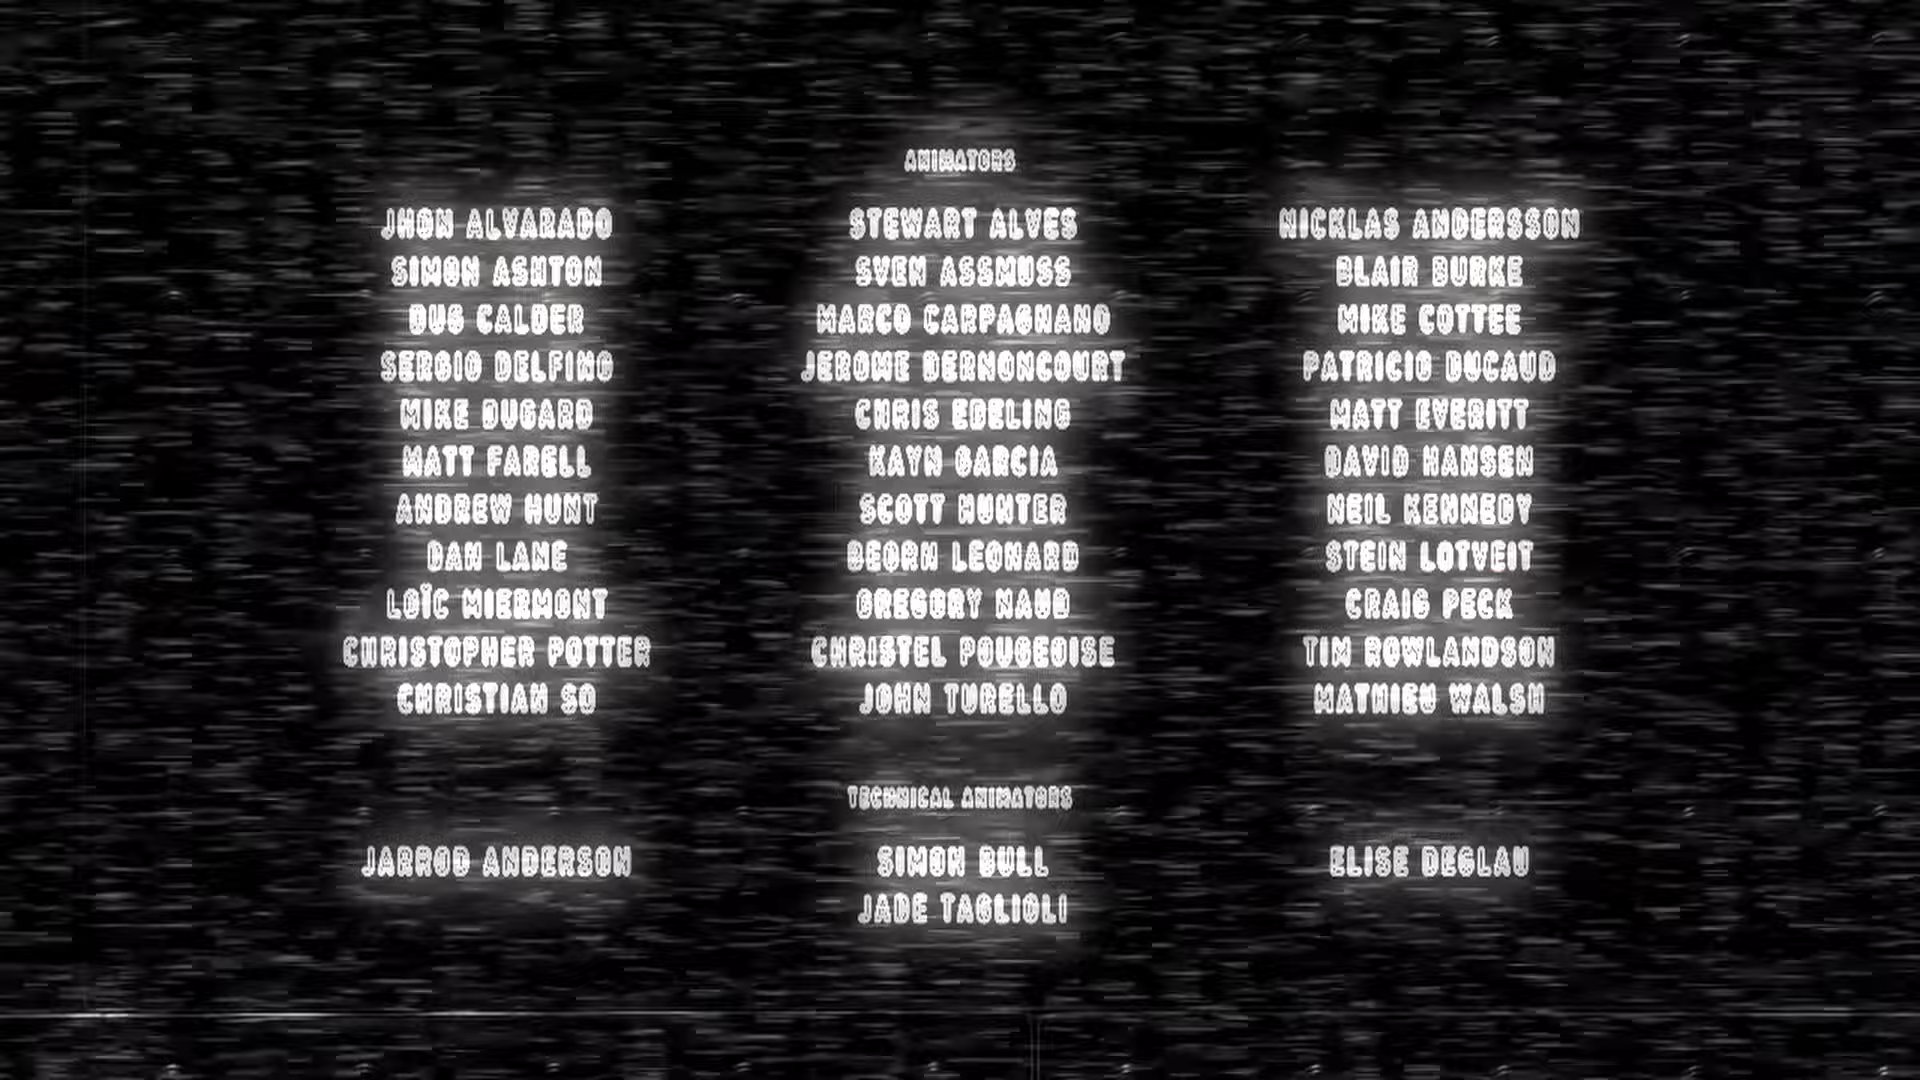 ANIMATORS
JHON ALVARADO STEWART ALVES NICKLAS ANDERSSON
SIMON ASHTON SVEN ASSMUSS BLAIR BURKE
DUG CALDER MARCO CARPAGNANO MIKE COTTEE
SERGIO DELFINO JEROME DERNONCOURT PATRICIO DUCAUD
MIKE DUGARD CHRIS EDELING MATT EVERITT
MATT FARELL KAYN GARCIA DAVID HANSEN
ANDREW HUNT SCOTT HUNTER NEIL KENNEDY
DAN LANE BEORN LEONARD STEIN LOTVEIT
LOÏC MIERMONT GREGORY NAUD CRAIG PECK
CHRISTOPHER POTTER CHRISTEL POUGEOISE TIM ROWLANDSON
CHRISTIAN SO JOHN TURELLO MATHIEU WALSH
TECHNICAL ANIMATORS
JARROD ANDERSON SIMON BULL ELISE DEGLAU
JADE TAGLIOLI